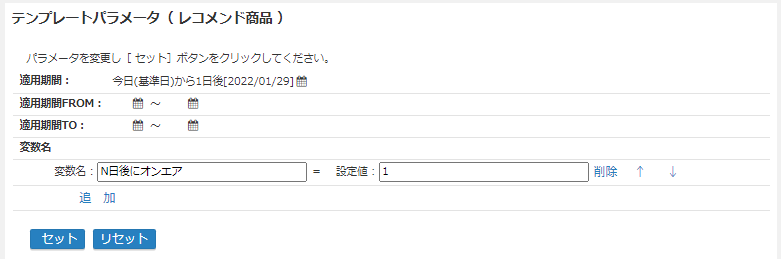 テンプレートパラメータ（ レコメンド商品 ）
パラメータを変更し［ セット］ボタンをクリックしてください。
適用期間： 今日(基準日)から1日後[2022/01/29]
適用期間FROM： ～
適用期間TO： ～
変数名
変数名：N日後にオンエア = 設定値：1 削除 ↑ ↓
追　加
セット リセット